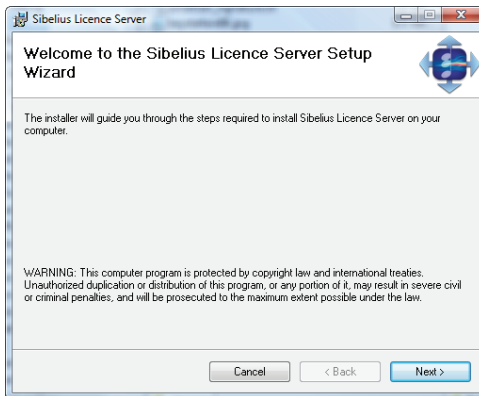 Sibelius Licence Server
Welcome to the Sibelius Licence Server Setup
Wizard
The installer will guide you through the steps required to install Sibelius Licence Server on your
computer.
WARNING: This computer program is protected by copyright law and international treaties.
Unauthorized duplication or distribution of this program, or any portion of it, may result in severe civil
or criminal penalties, and will be prosecuted to the maximum extent possible under the law.
Cancel < Back Next >